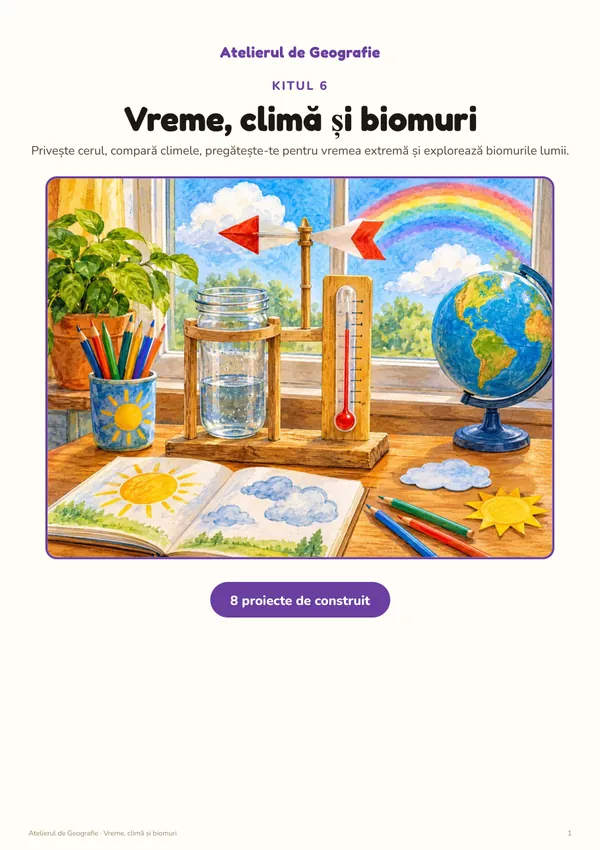 Atelierul de Geografie
KITUL 6
Vreme, climă și biomuri
Privește cerul, compară climele, pregătește-te pentru vremea extremă și explorează biomurile lumii.
8 proiecte de construit
Atelierul de Geografie · Vreme, climă și biomuri
1